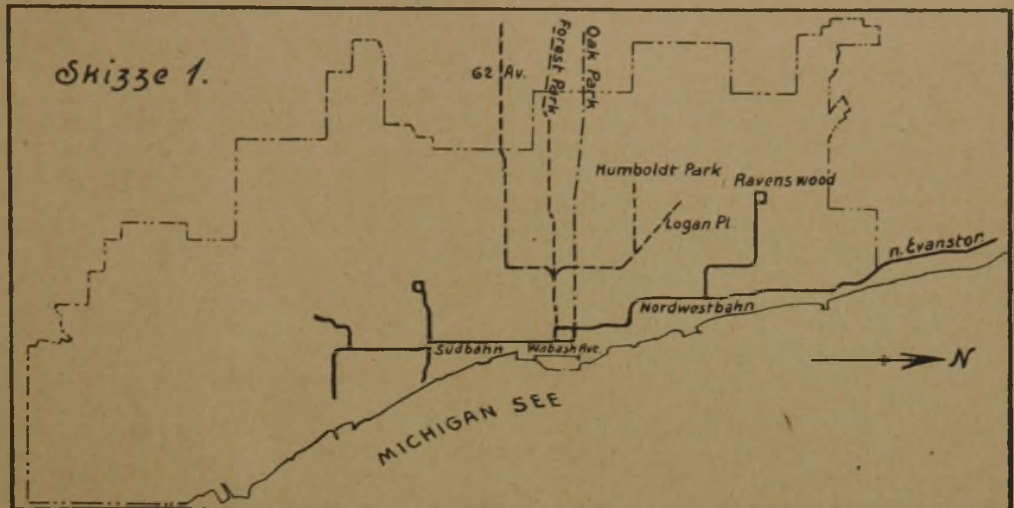 Skizze 1.
62 Av.
Forest Park
Oak Park
Humboldt Park
Ravenswood
Logan Pl.
n. Evanston
Nordwestbahn
Südbahn
Wabash Ave.
N
MICHIGAN SEE